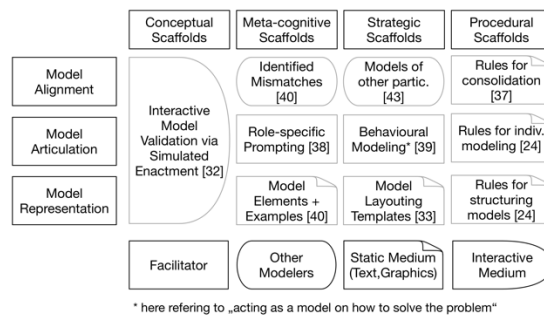 Conceptual
Scaffolds
Meta-cognitive
Scaffolds
Strategic
Scaffolds
Procedural
Scaffolds
Model
Alignment
Identified
Mismatches
[40]
Models of
other partic.
[43]
Rules for
consolidation
[37]
Interactive
Model
Validation via
Simulated
Enactment [32]
Model
Articulation
Role-specific
Prompting [38]
Behavioural
Modeling* [39]
Rules for indiv.
modeling [24]
Model
Representation
Model
Elements +
Examples [40]
Model
Layouting
Templates [33]
Rules for
structuring
models [24]
Facilitator
Other
Modelers
Static Medium
(Text,Graphics)
Interactive
Medium
* here refering to „acting as a model on how to solve the problem“